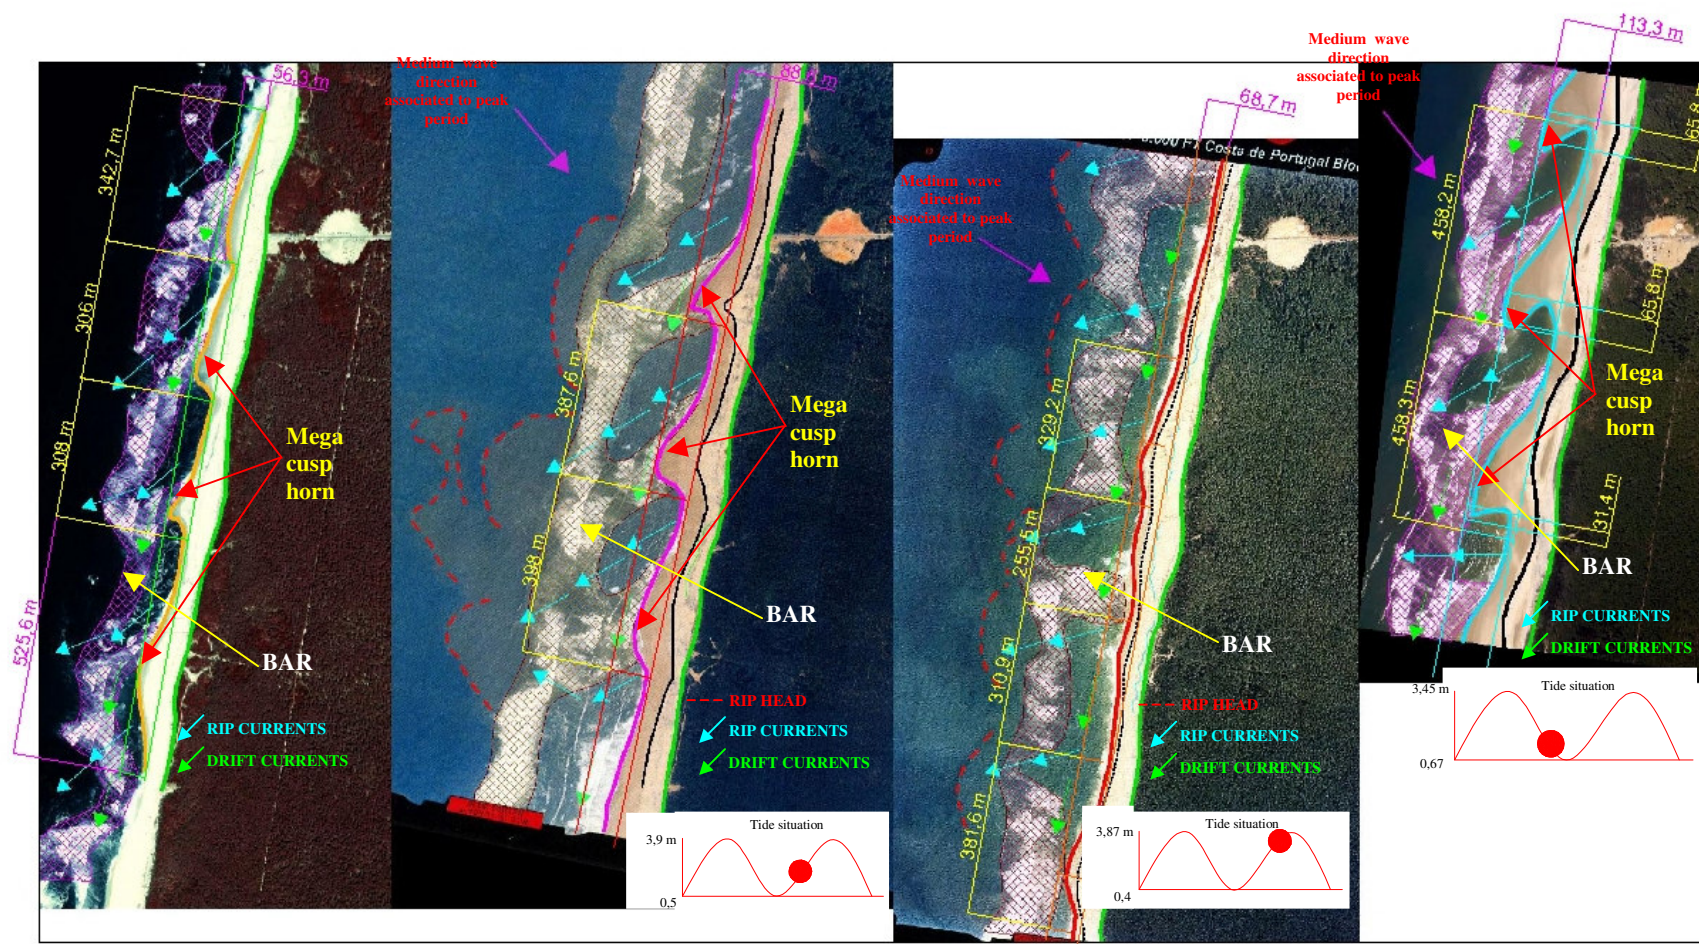 56,3 m
342,7 m
306 m
308 m
525,6 m
Mega
cusp
horn
BAR
RIP CURRENTS
DRIFT CURRENTS
Medium wave
direction
associated to peak
period
88,8 m
387,6 m
398 m
Mega
cusp
horn
BAR
RIP HEAD
RIP CURRENTS
DRIFT CURRENTS
Tide situation
3,9 m
0,5
Medium wave
direction
associated to peak
period
68,7 m
Costa de Portugal
329,2 m
255,5 m
310,9 m
381,6 m
BAR
RIP HEAD
RIP CURRENTS
DRIFT CURRENTS
Tide situation
3,87 m
0,4
Medium wave
direction
associated to peak
period
113,3 m
458,2 m
65,8 m
458,3 m
31,4 m
Mega
cusp
horn
BAR
RIP CURRENTS
DRIFT CURRENTS
Tide situation
3,45 m
0,67